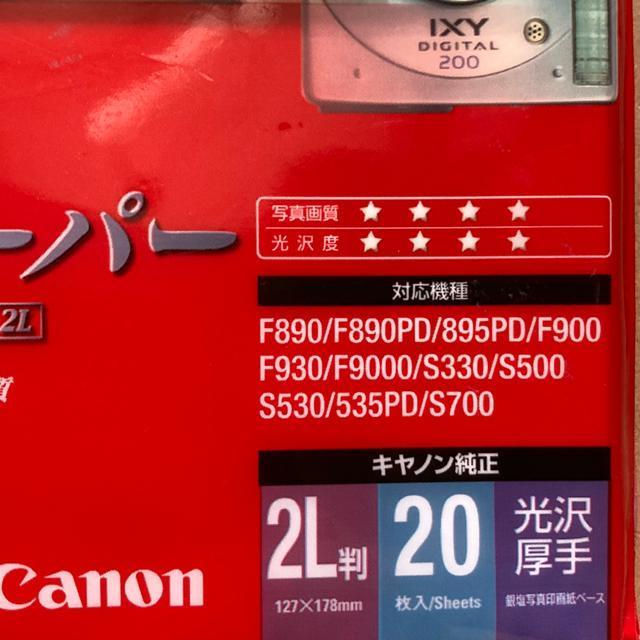 IXY
DIGITAL
200
ーパー
写真画質 ★ ★ ★ ★
光沢度 ★ ★ ★ ★
2L
質
対応機種
F890/F890PD/895PD/F900
F930/F9000/S330/S500
S530/535PD/S700
キヤノン純正
2L判
127×178mm
20
枚入/Sheets
光沢
厚手
銀塩写真印画紙ベース
Canon